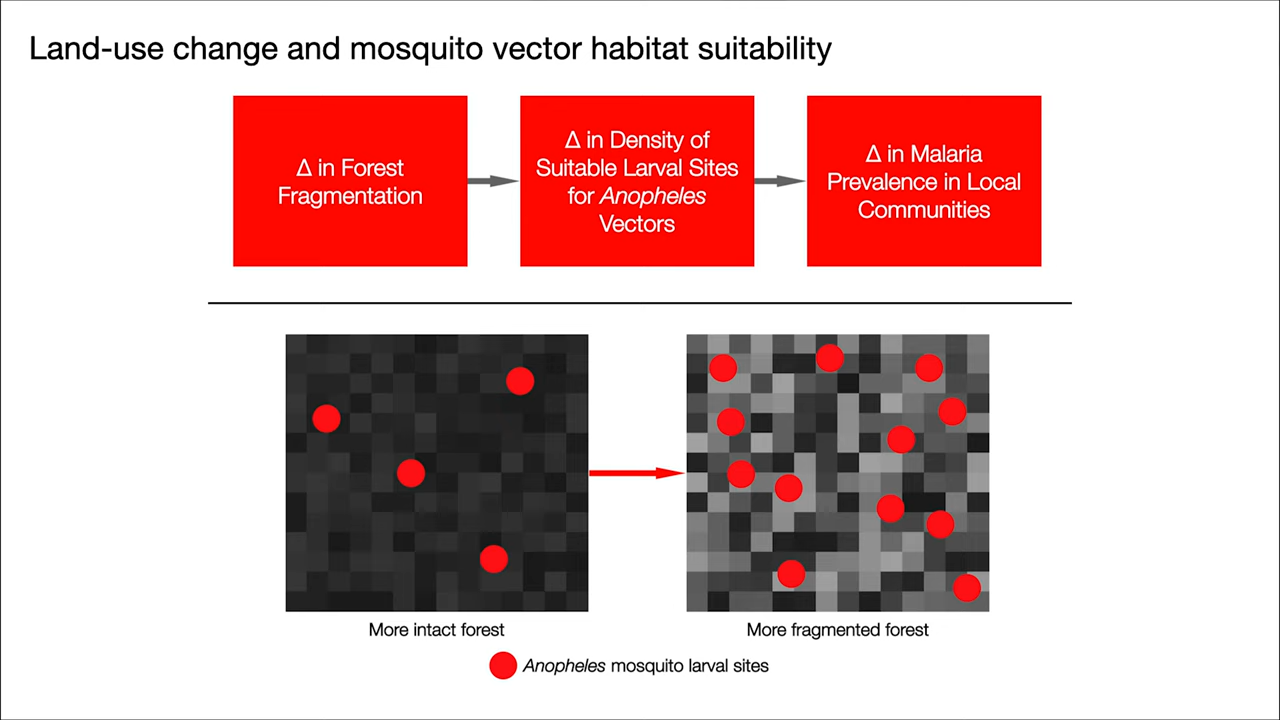 Land-use change and mosquito vector habitat suitability
Δ in Forest
Fragmentation
Δ in Density of
Suitable Larval Sites
for Anopheles
Vectors
Δ in Malaria
Prevalence in Local
Communities
More intact forest
More fragmented forest
Anopheles mosquito larval sites